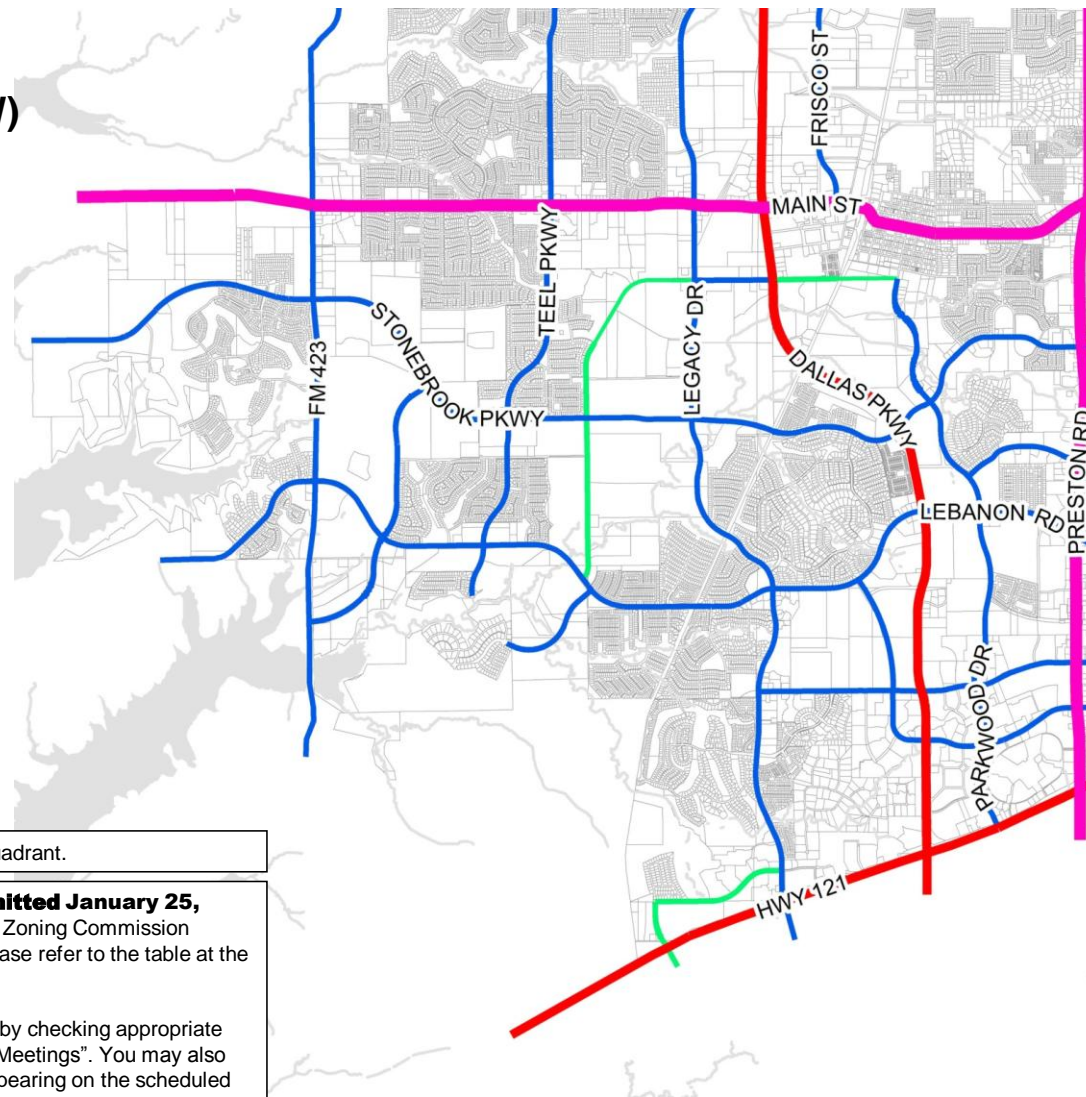 FRISCO ST
MAIN ST
TEEL PKWY
LEGACY DR
STONEBROOK PKWY
FM 423
DALLAS PKWY
PRESTON RD
LEBANON RD
PARKWOOD DR
HWY 121
uadrant.
nitted January 25,
Zoning Commission
ase refer to the table at the
by checking appropriate
Meetings”. You may also
pearing on the scheduled